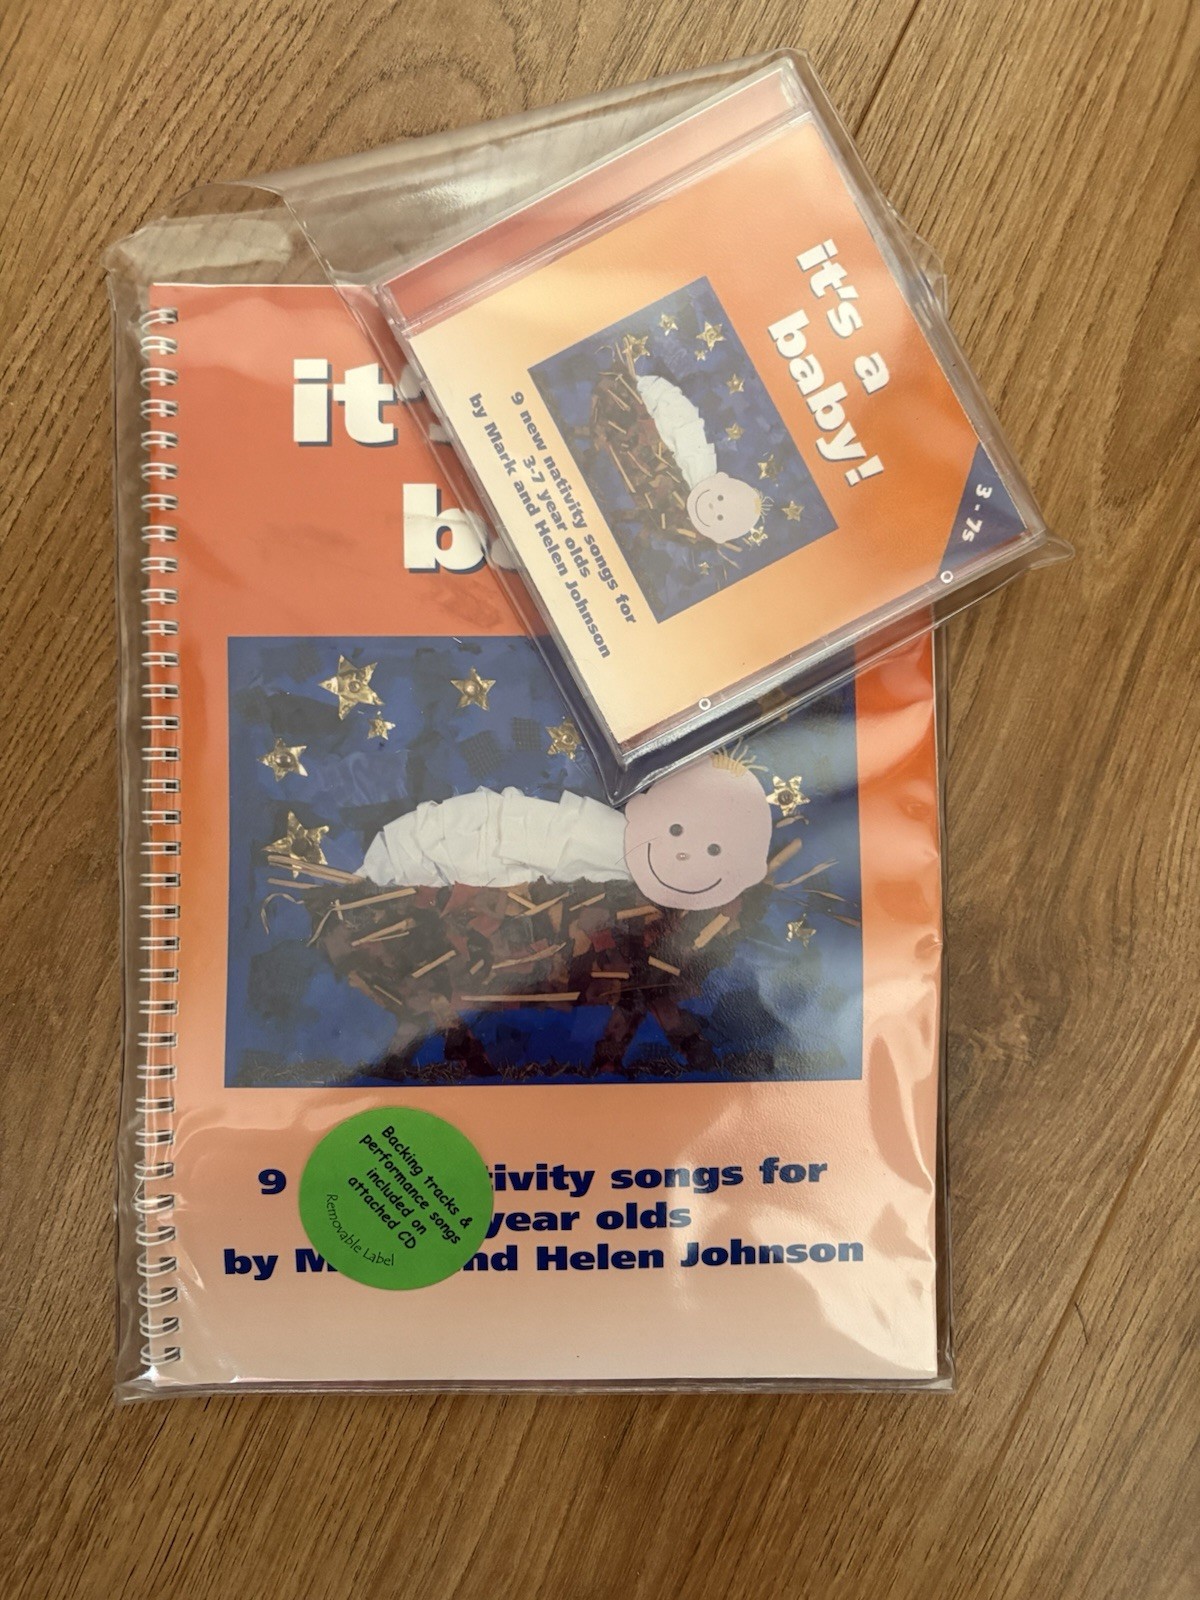 it's a
baby!
9 new nativity songs for
3-7 year olds
by Mark and Helen Johnson
3-7s
it'
b
9 tivity songs for
year olds
by M nd Helen Johnson
Backing tracks &
performance songs
included on
attached CD
Removable Label